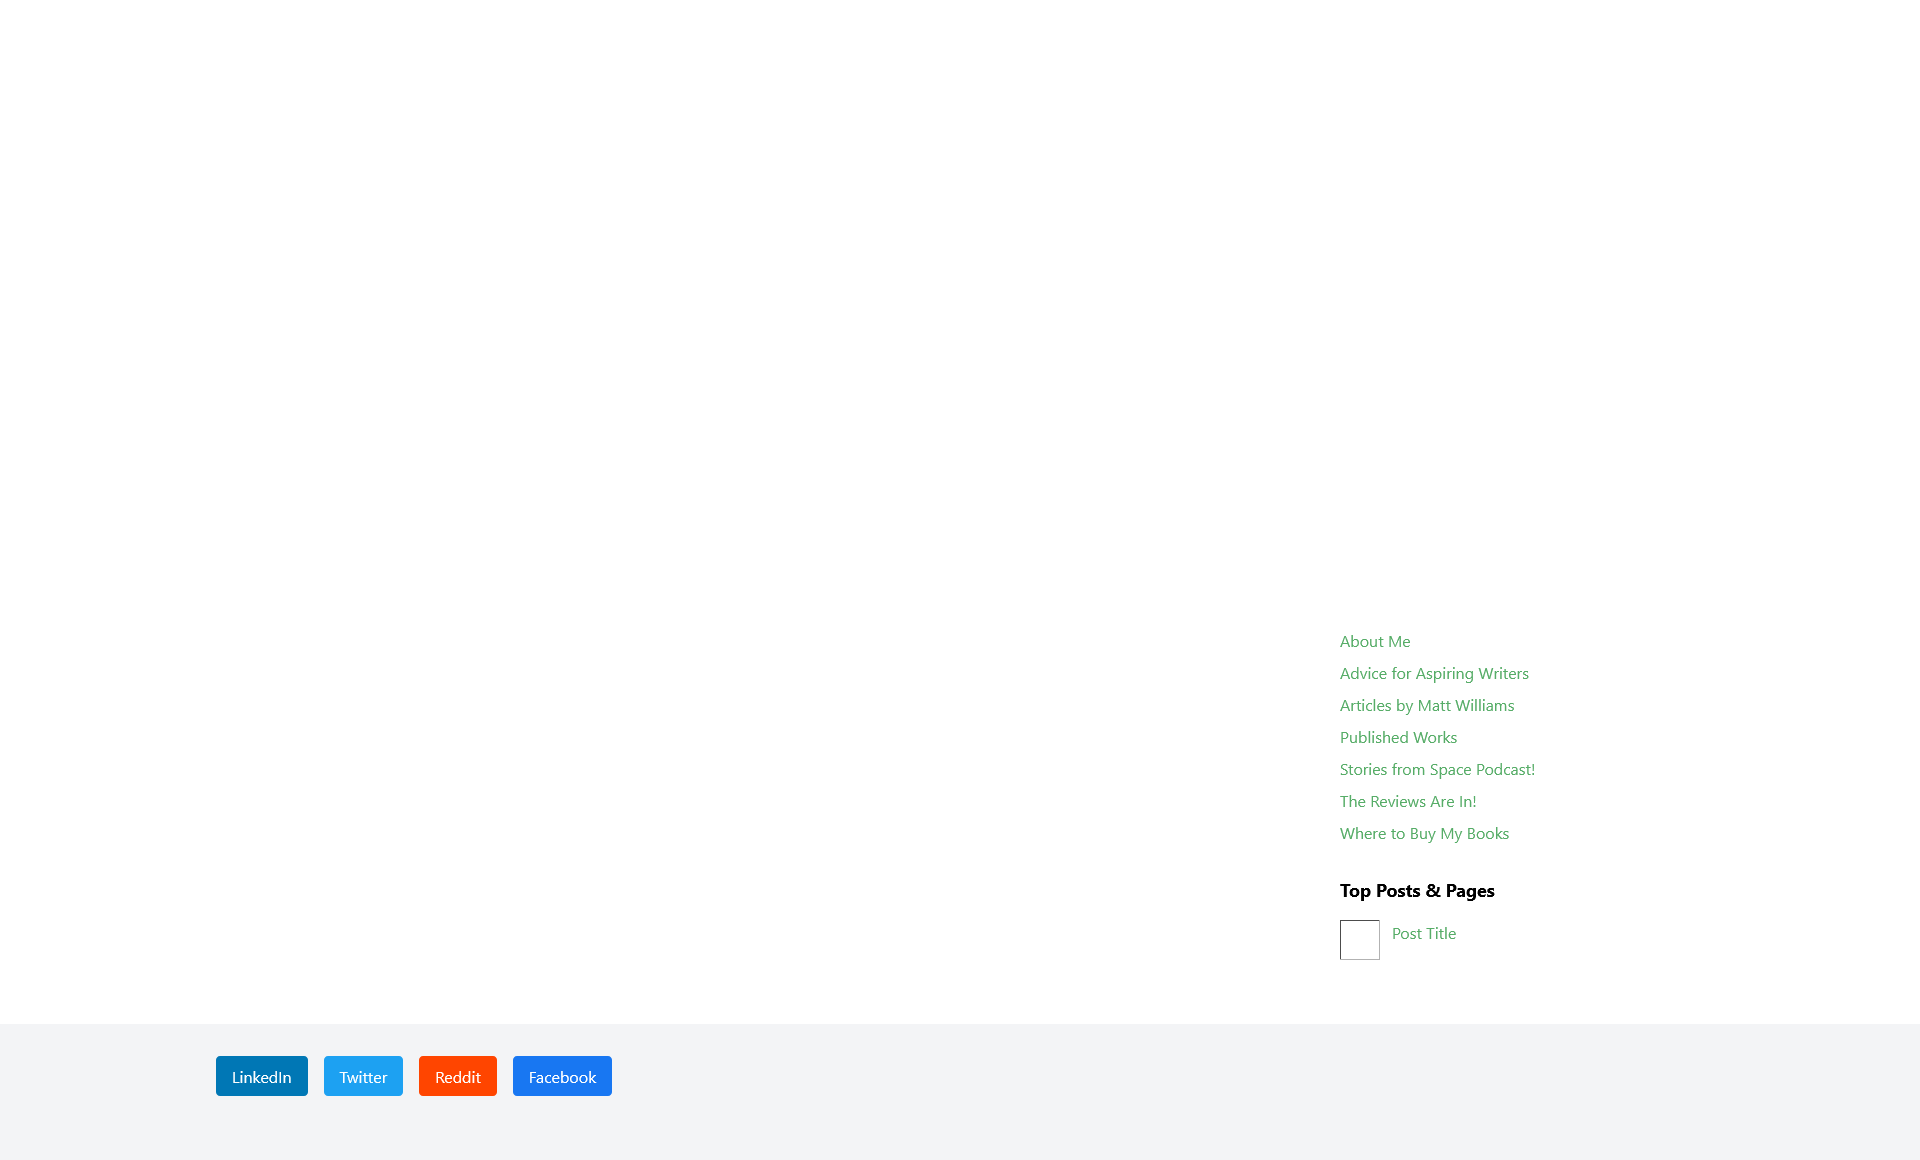 About Me
Advice for Aspiring Writers
Articles by Matt Williams
Published Works
Stories from Space Podcast!
The Reviews Are In!
Where to Buy My Books
Top Posts & Pages
Post Title
LinkedIn Twitter Reddit Facebook